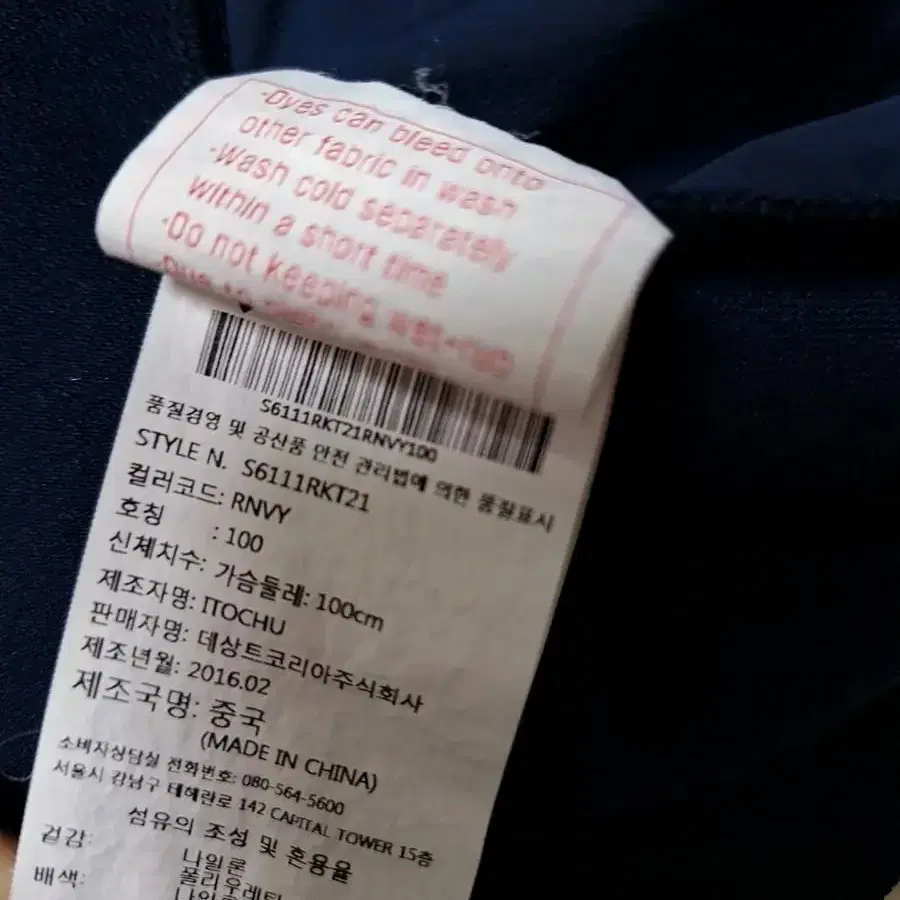 ·Dyes can bleed onto
other fabric in wash
·Wash cold separately
within a short time
·Do not keeping wet
Due to
S6111RKT21RNVY100
품질경영 및 공산품 안전 관리법에 의한 품질표시
STYLE N. S6111RKT21
컬러코드: RNVY
호칭 : 100
신체치수: 가슴둘레: 100cm
제조자명: ITOCHU
판매자명: 데상트코리아주식회사
제조년월: 2016.02
제조국명: 중국
(MADE IN CHINA)
소비자상담실 전화번호: 080-564-5600
서울시 강남구 테헤란로 142 CAPITAL TOWER 15층
섬유의 조성 및 혼용율
겉감: 나일론
폴리우레탄
배색: 나일론